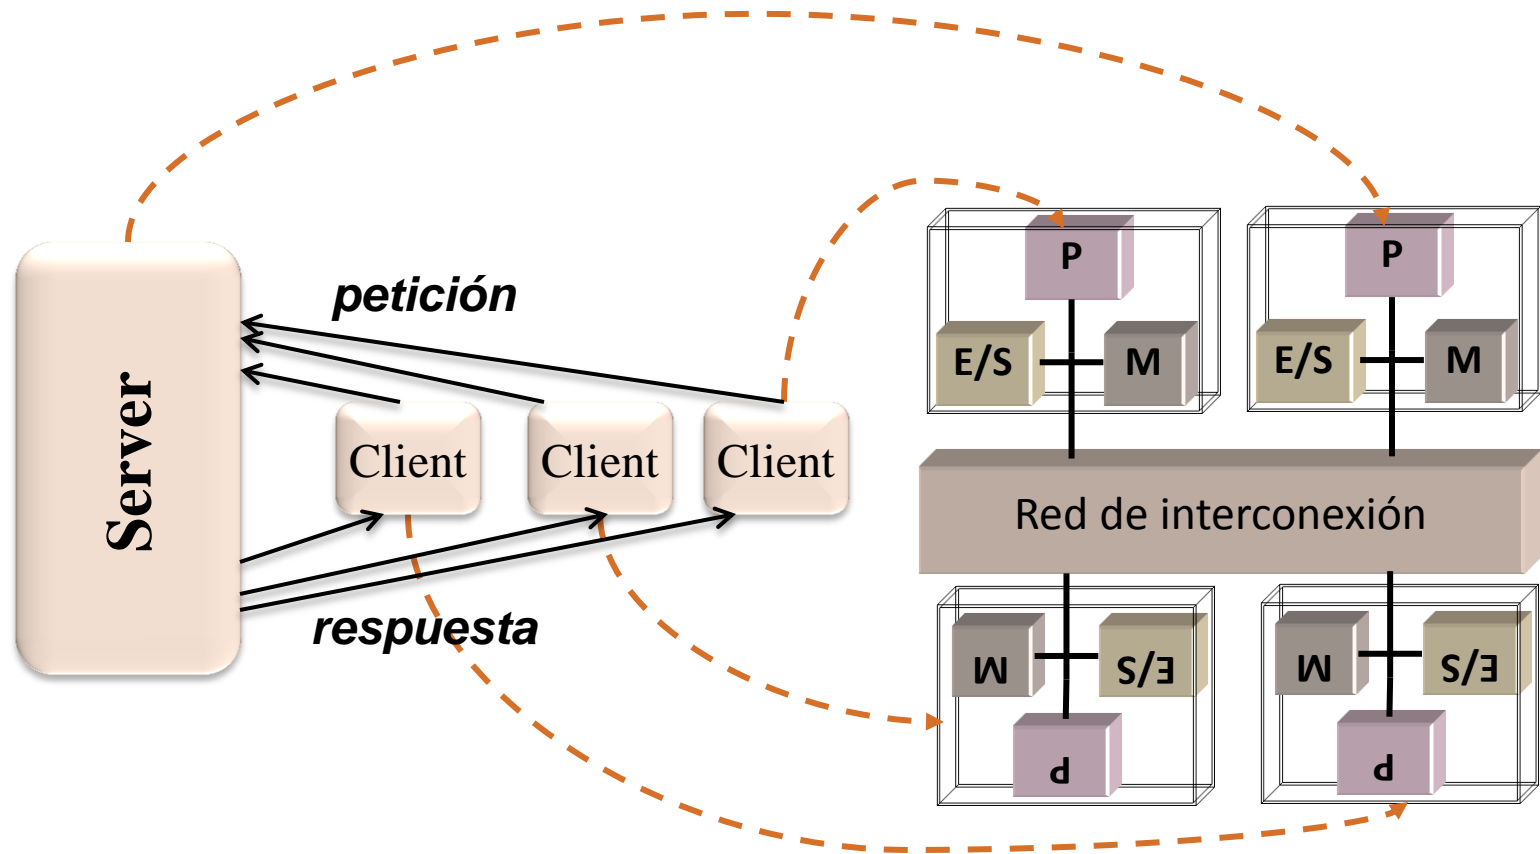 petición
Server
Client
Client
Client
respuesta
P
E/S
M
P
E/S
M
Red de interconexión
M
E/S
P
M
E/S
P